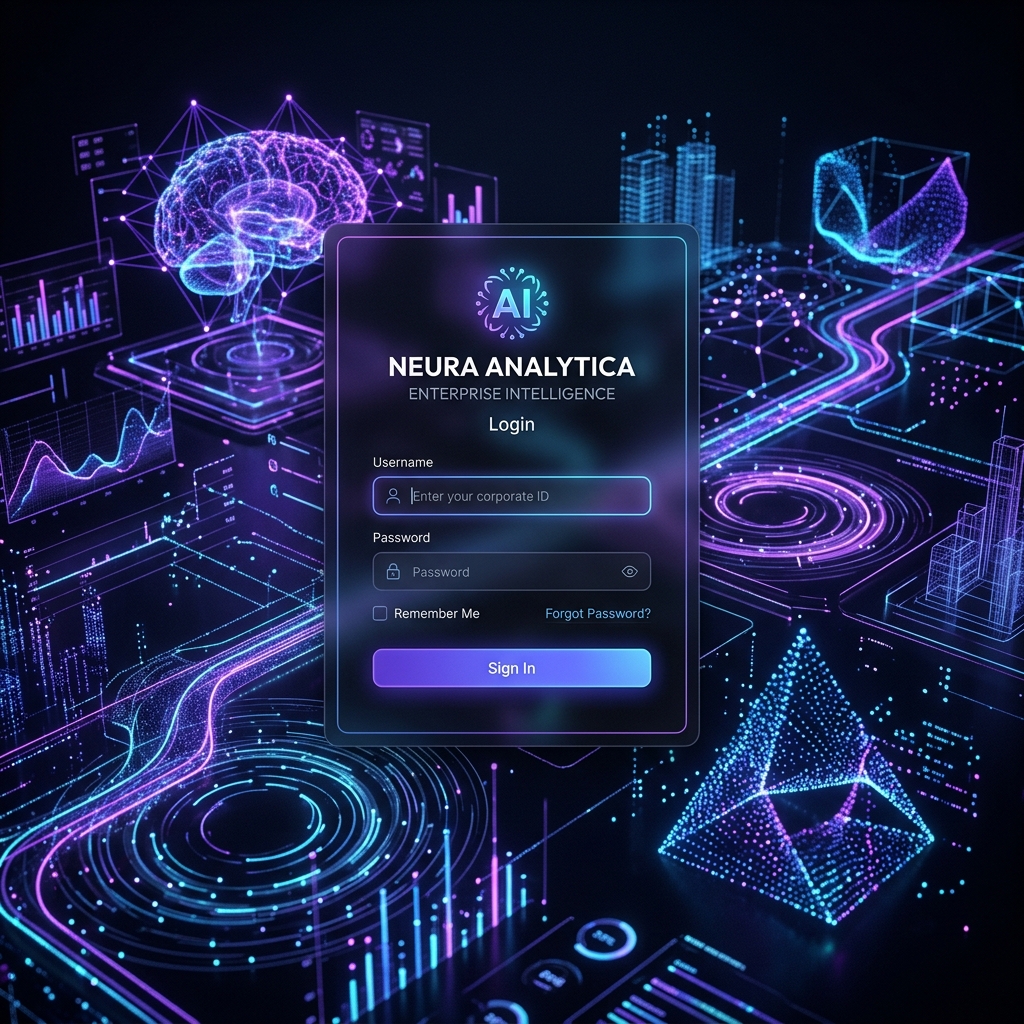 AI
NEURA ANALYTICA
ENTERPRISE INTELLIGENCE
Login
Username
Enter your corporate ID
Password
Password
Remember Me
Forgot Password?
Sign In